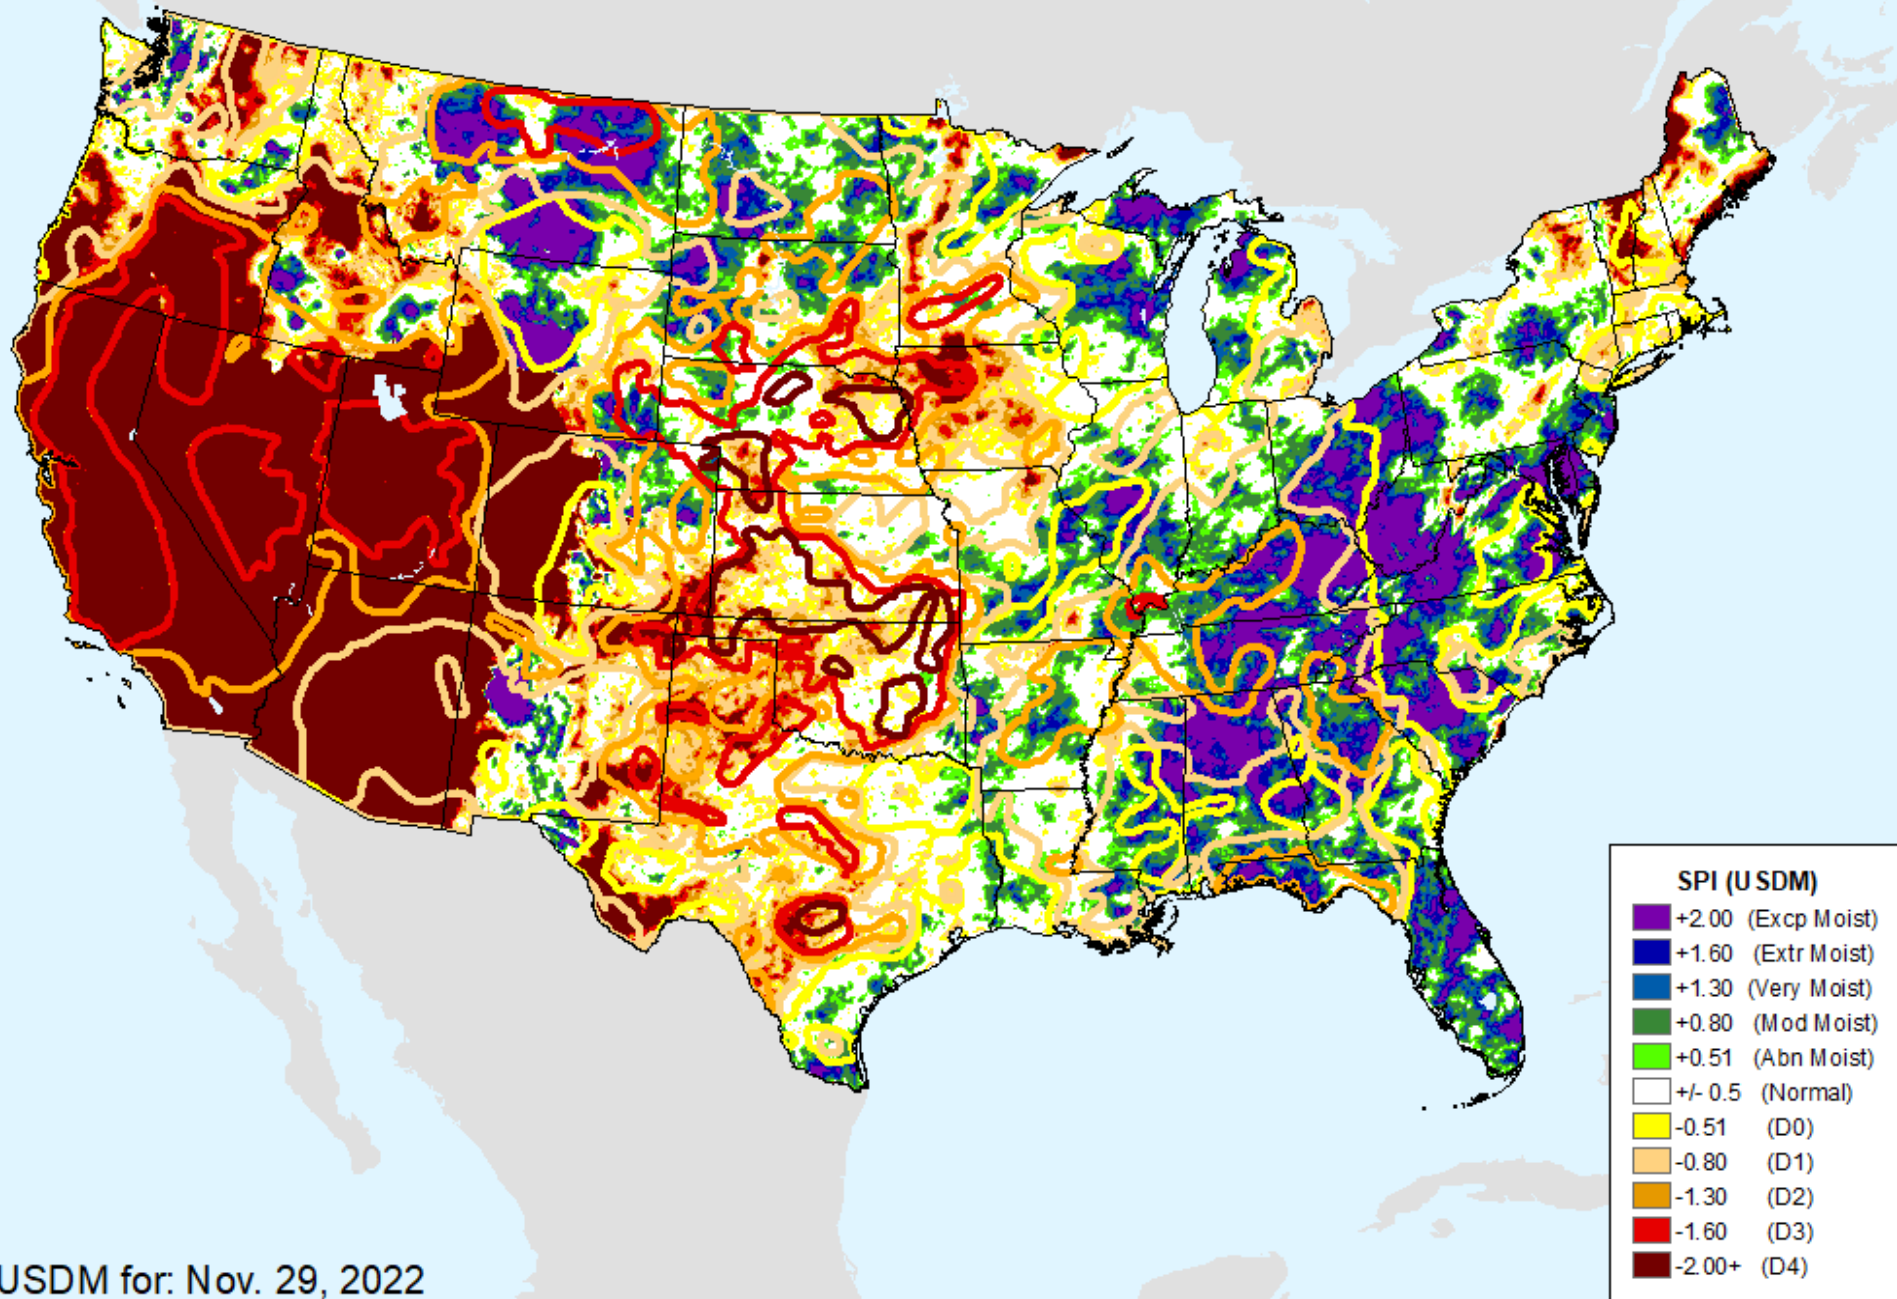 SPI (USDM)
+2.00 (Excp Moist)
+1.60 (Extr Moist)
+1.30 (Very Moist)
+0.80 (Mod Moist)
+0.51 (Abn Moist)
+/- 0.5 (Normal)
-0.51 (D0)
-0.80 (D1)
-1.30 (D2)
-1.60 (D3)
-2.00+ (D4)
USDM for: Nov. 29, 2022